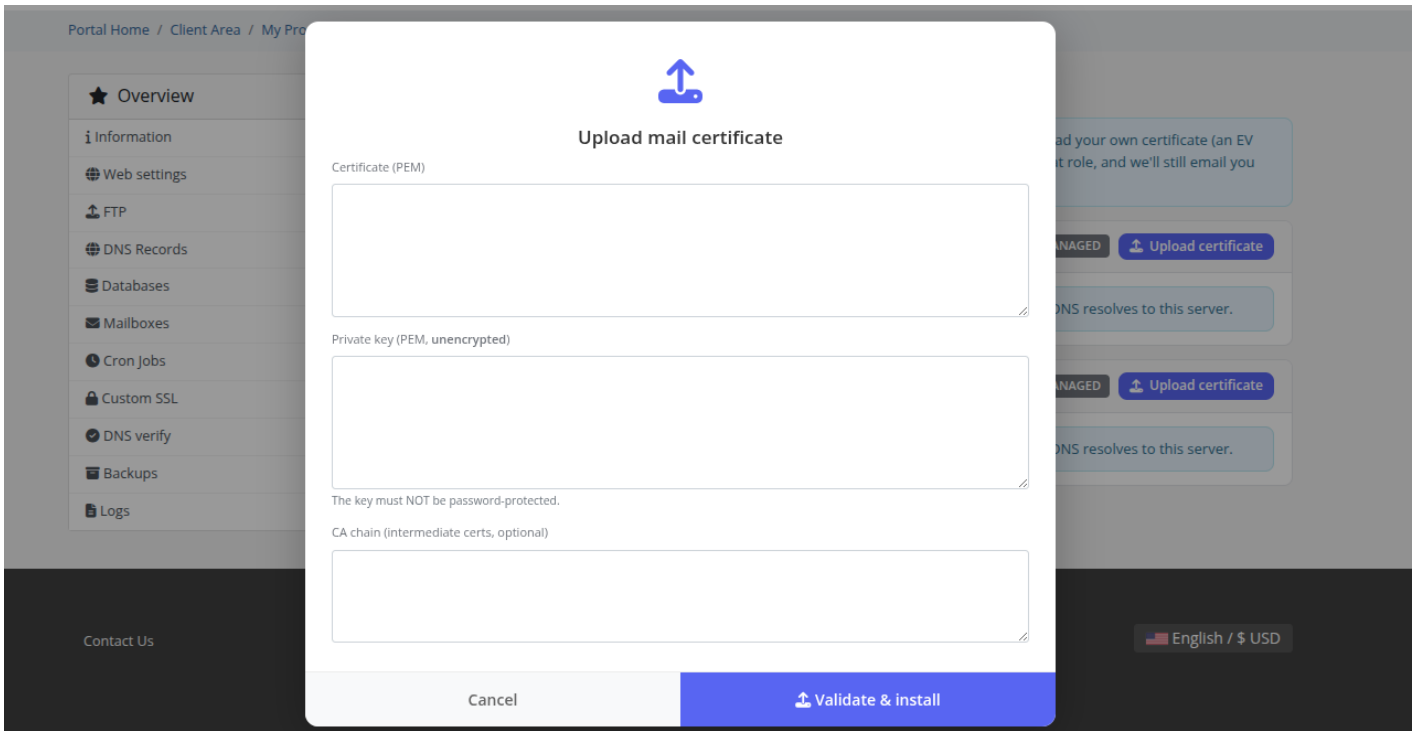 Portal Home / Client Area / My Pro
Overview
Information
Web settings
FTP
DNS Records
Databases
Mailboxes
Cron Jobs
Custom SSL
DNS verify
Backups
Logs
Upload mail certificate
Certificate (PEM)
Private key (PEM, unencrypted)
The key must NOT be password-protected.
CA chain (intermediate certs, optional)
Cancel
Validate & install
your own certificate (an EV
role, and we'll still email you
Upload certificate
DNS resolves to this server.
Upload certificate
DNS resolves to this server.
Contact Us
English / $ USD